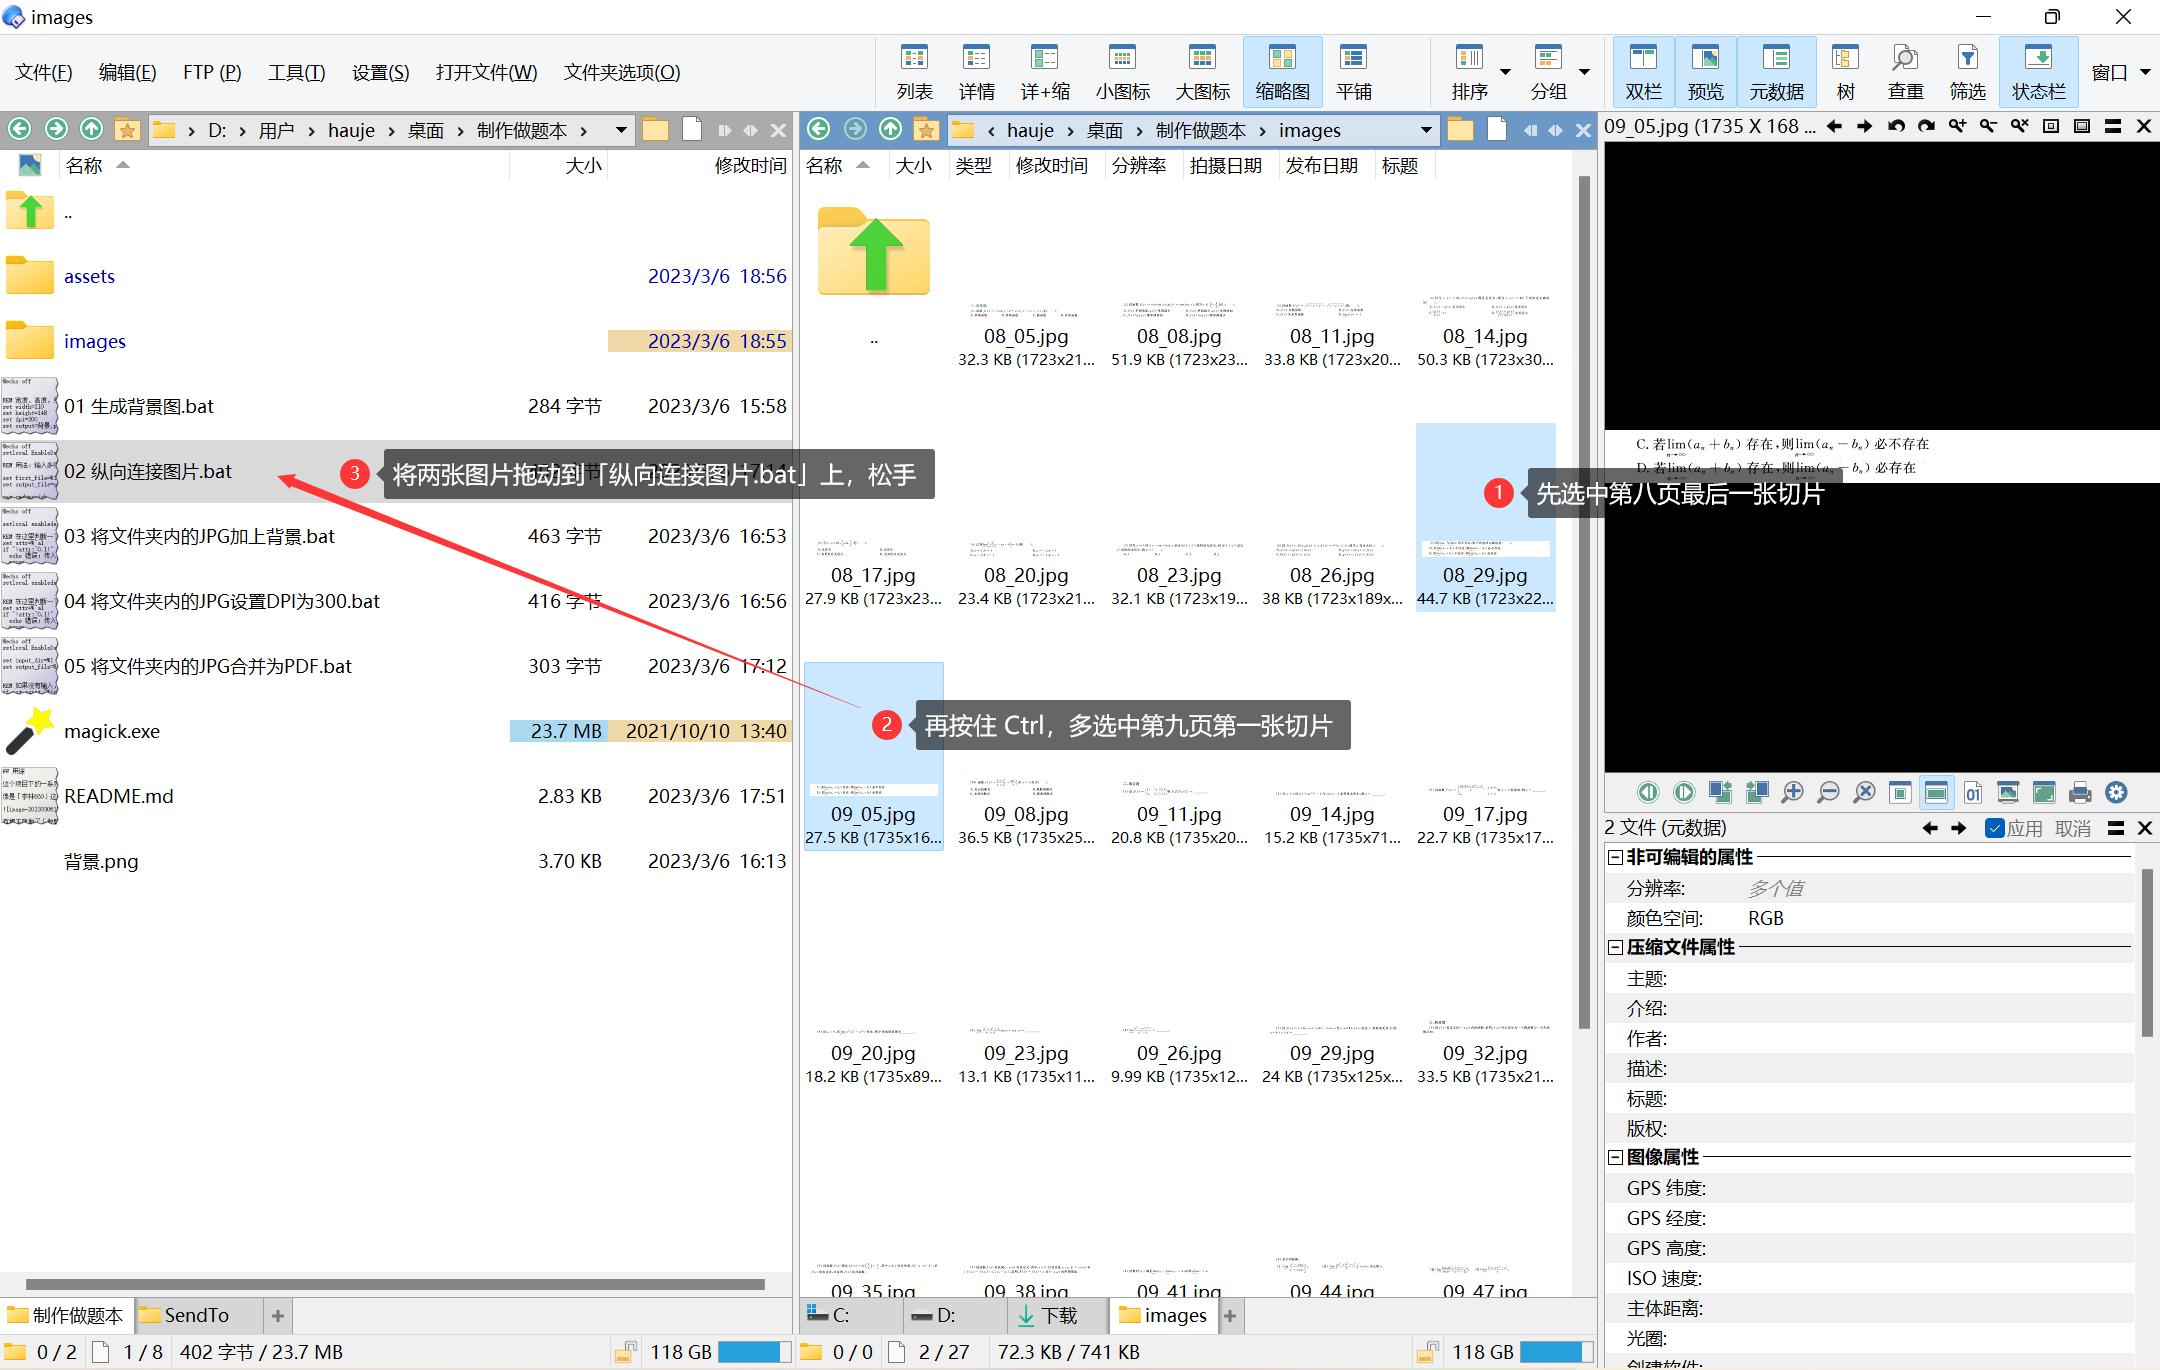 images
文件(F) 编辑(E) FTP (P) 工具(T) 设置(S) 打开文件(W) 文件夹选项(O)
列表 详情 详+缩 小图标 大图标 缩略图 平铺 排序 分组 双栏 预览 元数据 树 查重 筛选 状态栏 窗口
D: 用户 hauje 桌面 制作做题本
名称 大小 修改时间
..
assets 2023/3/6 18:56
images 2023/3/6 18:55
01 生成背景图.bat 284 字节 2023/3/6 15:58
02 纵向连接图片.bat
3 将两张图片拖动到「纵向连接图片.bat」上，松手
03 将文件夹内的JPG加上背景.bat 463 字节 2023/3/6 16:53
04 将文件夹内的JPG设置DPI为300.bat 416 字节 2023/3/6 16:56
05 将文件夹内的JPG合并为PDF.bat 303 字节 2023/3/6 17:12
magick.exe 23.7 MB 2021/10/10 13:40
README.md 2.83 KB 2023/3/6 17:51
背景.png 3.70 KB 2023/3/6 16:13
制作做题本 SendTo +
0 / 2 1 / 8 402 字节 / 23.7 MB 118 GB
hauje 桌面 制作做题本 images
名称 大小 类型 修改时间 分辨率 拍摄日期 发布日期 标题
.. 08_05.jpg 08_08.jpg 08_11.jpg 08_14.jpg
32.3 KB (1723x21... 51.9 KB (1723x23... 33.8 KB (1723x20... 50.3 KB (1723x30...
1 先选中第八页最后一张切片
08_17.jpg 08_20.jpg 08_23.jpg 08_26.jpg 08_29.jpg
27.9 KB (1723x23... 23.4 KB (1723x21... 32.1 KB (1723x19... 38 KB (1723x189x... 44.7 KB (1723x22...
2 再按住 Ctrl，多选中第九页第一张切片
09_05.jpg 09_08.jpg 09_11.jpg 09_14.jpg 09_17.jpg
27.5 KB (1735x16... 36.5 KB (1735x25... 20.8 KB (1735x20... 15.2 KB (1735x71... 22.7 KB (1735x17...
09_20.jpg 09_23.jpg 09_26.jpg 09_29.jpg 09_32.jpg
18.2 KB (1735x89... 13.1 KB (1735x11... 9.99 KB (1735x12... 24 KB (1735x125x... 33.5 KB (1735x21...
09_35.jpg 09_38.jpg 09_41.jpg 09_44.jpg 09_47.jpg
C: D: 下载 images +
0 / 0 2 / 27 72.3 KB / 741 KB 118 GB
09_05.jpg (1735 X 168 ...
C. 若lim(aₙ＋bₙ) 存在,则lim(aₙ－bₙ) 必不存在
D. 若lim(aₙ＋bₙ) 存在,则lim(aₙ－bₙ) 必存在
2 文件 (元数据) 应用 取消
非可编辑的属性
分辨率: 多个值
颜色空间: RGB
压缩文件属性
主题:
介绍:
作者:
描述:
标题:
版权:
图像属性
GPS 纬度:
GPS 经度:
GPS 高度:
ISO 速度:
主体距离:
光圈:
创建软件: